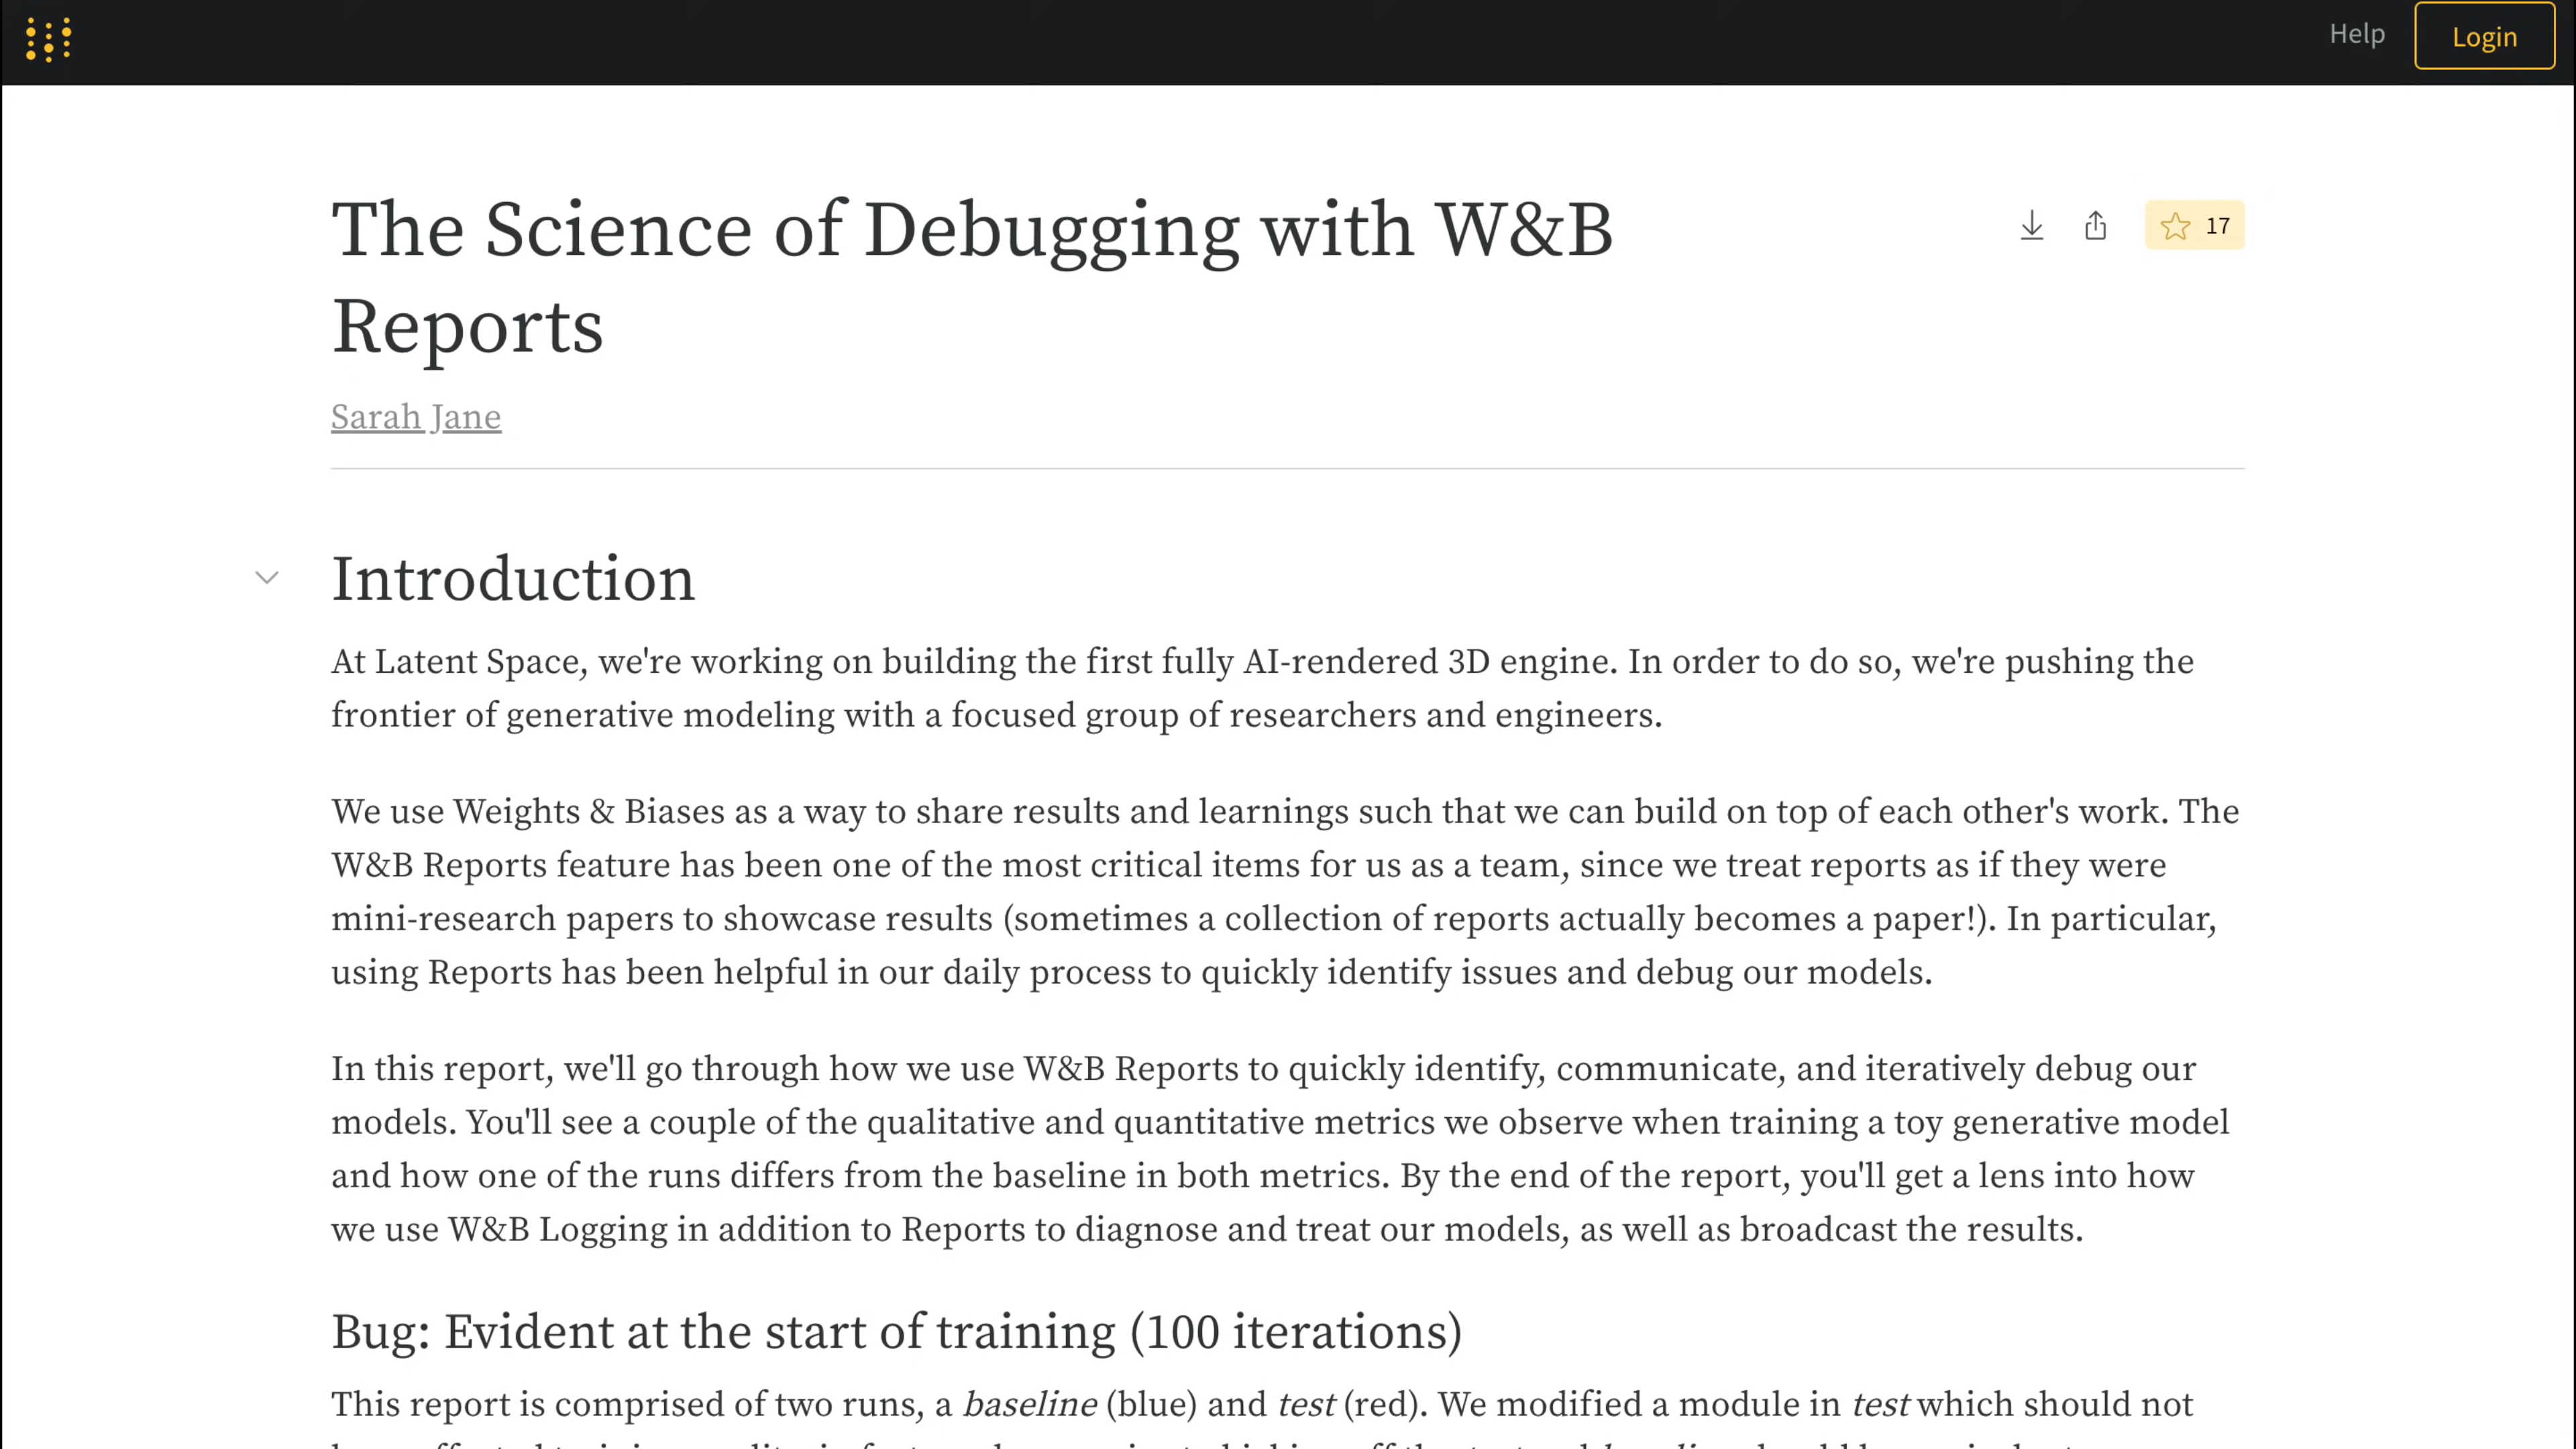 Help
Login
The Science of Debugging with W&B
Reports
17
Sarah Jane
Introduction
At Latent Space, we're working on building the first fully AI-rendered 3D engine. In order to do so, we're pushing the
frontier of generative modeling with a focused group of researchers and engineers.
We use Weights & Biases as a way to share results and learnings such that we can build on top of each other's work. The
W&B Reports feature has been one of the most critical items for us as a team, since we treat reports as if they were
mini-research papers to showcase results (sometimes a collection of reports actually becomes a paper!). In particular,
using Reports has been helpful in our daily process to quickly identify issues and debug our models.
In this report, we'll go through how we use W&B Reports to quickly identify, communicate, and iteratively debug our
models. You'll see a couple of the qualitative and quantitative metrics we observe when training a toy generative model
and how one of the runs differs from the baseline in both metrics. By the end of the report, you'll get a lens into how
we use W&B Logging in addition to Reports to diagnose and treat our models, as well as broadcast the results.
Bug: Evident at the start of training (100 iterations)
This report is comprised of two runs, a baseline (blue) and test (red). We modified a module in test which should not